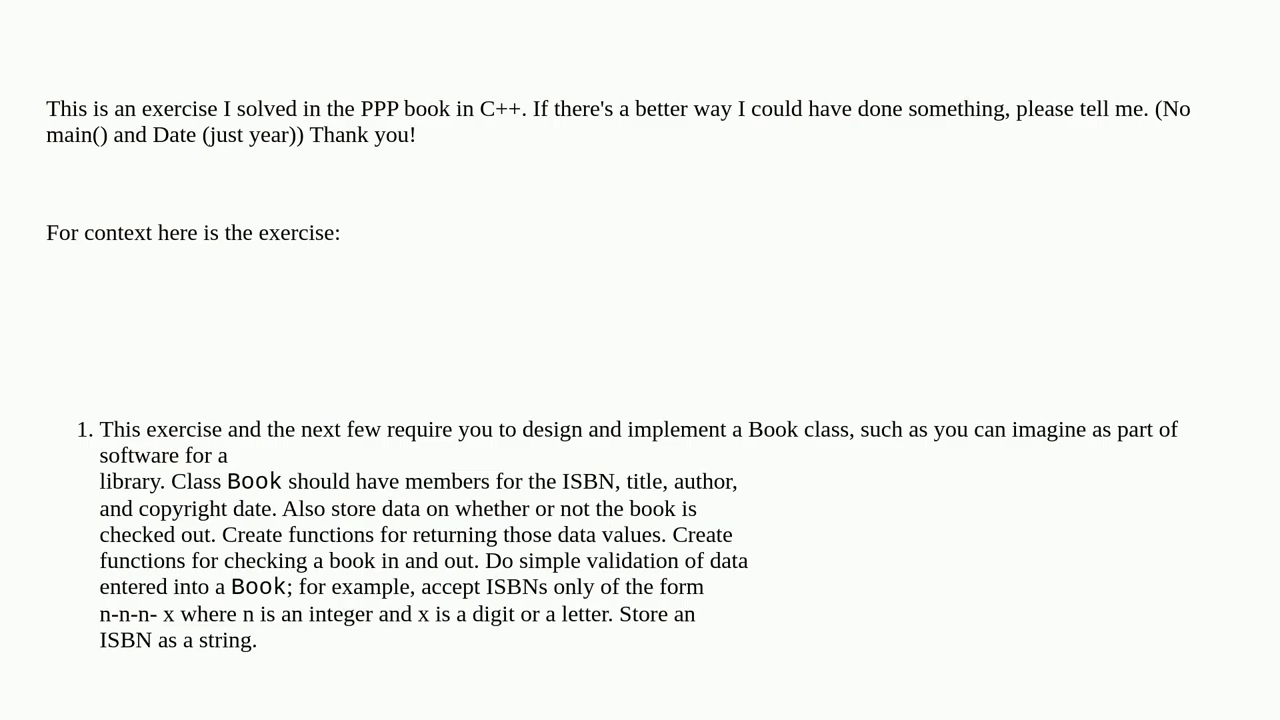 This is an exercise I solved in the PPP book in C++. If there's a better way I could have done something, please tell me. (No
main() and Date (just year)) Thank you!
For context here is the exercise:
1. This exercise and the next few require you to design and implement a Book class, such as you can imagine as part of
software for a
library. Class Book should have members for the ISBN, title, author,
and copyright date. Also store data on whether or not the book is
checked out. Create functions for returning those data values. Create
functions for checking a book in and out. Do simple validation of data
entered into a Book; for example, accept ISBNs only of the form
n-n-n- x where n is an integer and x is a digit or a letter. Store an
ISBN as a string.